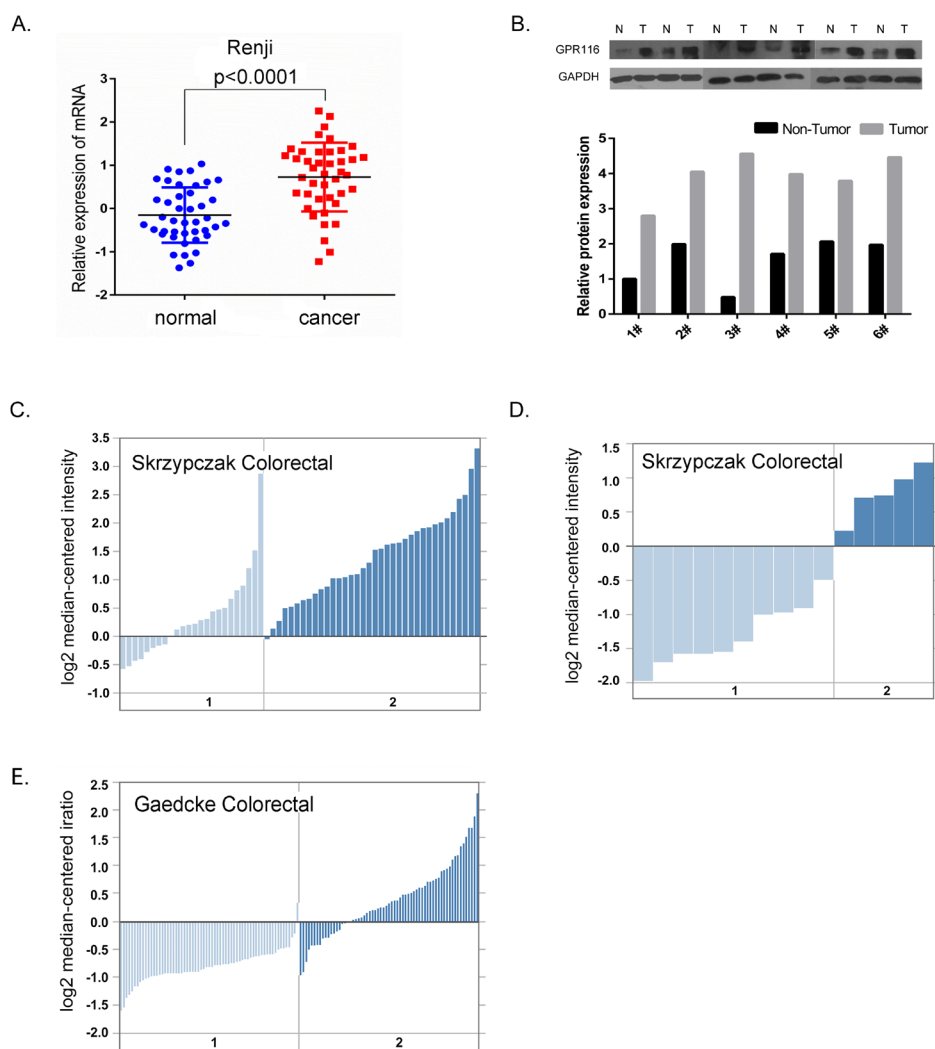 A.
Renji
p<0.0001
Relative expression of mRNA
3
2
1
0
-1
-2
normal
cancer
B.
N T N T N T N T N T N T
GPR116
GAPDH
Non-Tumor
Tumor
Relative protein expression
5
4
3
2
1
0
1#
2#
3#
4#
5#
6#
C.
Skrzypczak Colorectal
log2 median-centered intensity
3.5
3.0
2.5
2.0
1.5
1.0
0.5
0.0
-0.5
-1.0
1
2
D.
Skrzypczak Colorectal
log2 median-centered intensity
1.5
1.0
0.5
0.0
-0.5
-1.0
-1.5
-2.0
1
2
E.
Gaedcke Colorectal
log2 median-centered iratio
2.5
2.0
1.5
1.0
0.5
0.0
-0.5
-1.0
-1.5
-2.0
1
2